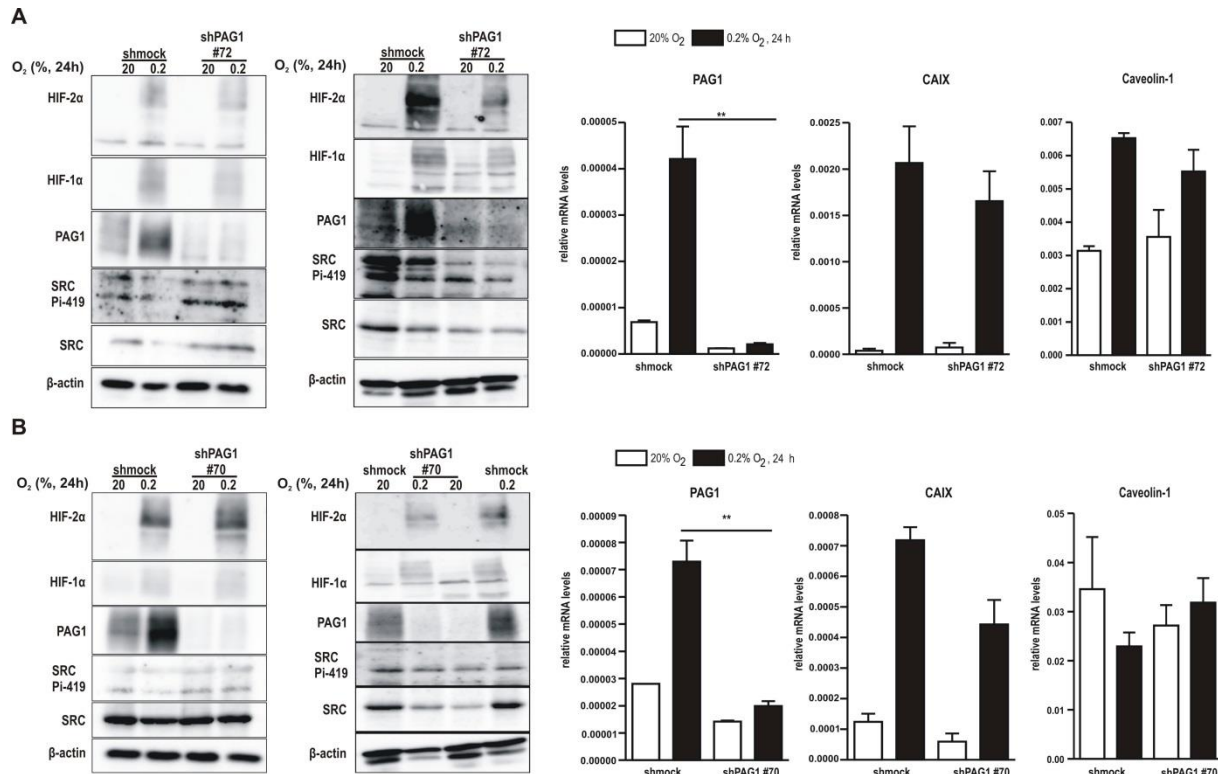 A
shPAG1
shmock #72
O₂ (%, 24h) 20 0.2 20 0.2
HIF-2α
HIF-1α
PAG1
SRC
Pi-419
SRC
β-actin
shPAG1
shmock #72
O₂ (%, 24h) 20 0.2 20 0.2
HIF-2α
HIF-1α
PAG1
SRC
Pi-419
SRC
β-actin
20% O₂ 0.2% O₂, 24 h
PAG1
relative mRNA levels
0.00005
0.00004
0.00003
0.00002
0.00001
0.00000
**
shmock shPAG1 #72
CAIX
relative mRNA levels
0.0025
0.0020
0.0015
0.0010
0.0005
0.0000
shmock shPAG1 #72
Caveolin-1
relative mRNA levels
0.007
0.006
0.005
0.004
0.003
0.002
0.001
0.000
shmock shPAG1 #72
B
shPAG1
shmock #70
O₂ (%, 24h) 20 0.2 20 0.2
HIF-2α
HIF-1α
PAG1
SRC
Pi-419
SRC
β-actin
shPAG1
shmock #70 shmock
O₂ (%, 24h) 20 0.2 20 0.2
HIF-2α
HIF-1α
PAG1
SRC
Pi-419
SRC
β-actin
20% O₂ 0.2% O₂, 24 h
PAG1
relative mRNA levels
0.00009
0.00008
0.00007
0.00006
0.00005
0.00004
0.00003
0.00002
0.00001
0.00000
**
shmock shPAG1 #70
CAIX
relative mRNA levels
0.0008
0.0007
0.0006
0.0005
0.0004
0.0003
0.0002
0.0001
0.0000
shmock shPAG1 #70
Caveolin-1
relative mRNA levels
0.05
0.04
0.03
0.02
0.01
0.00
shmock shPAG1 #70